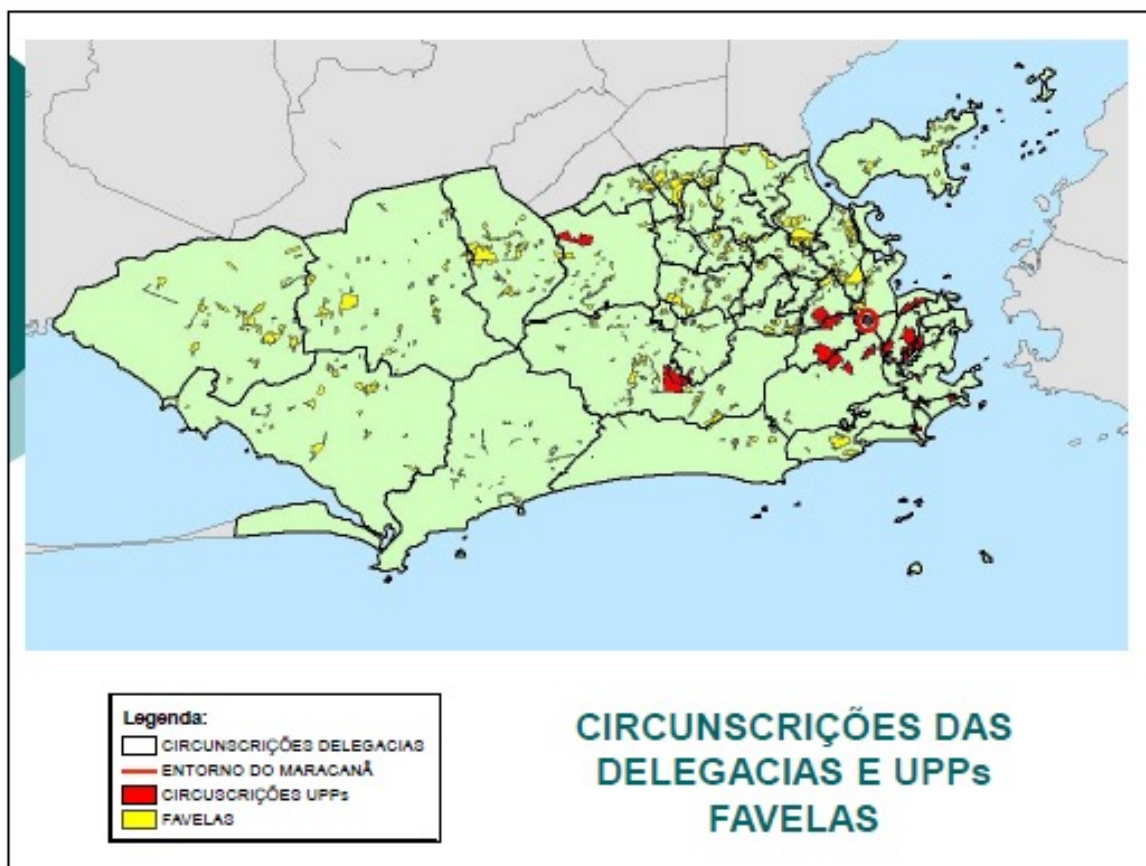 Legenda:
CIRCUNSCRIÇÕES DELEGACIAS
ENTORNO DO MARACANÃ
CIRCUSCRIÇÕES UPPs
FAVELAS
CIRCUNSCRIÇÕES DAS
DELEGACIAS E UPPs
FAVELAS